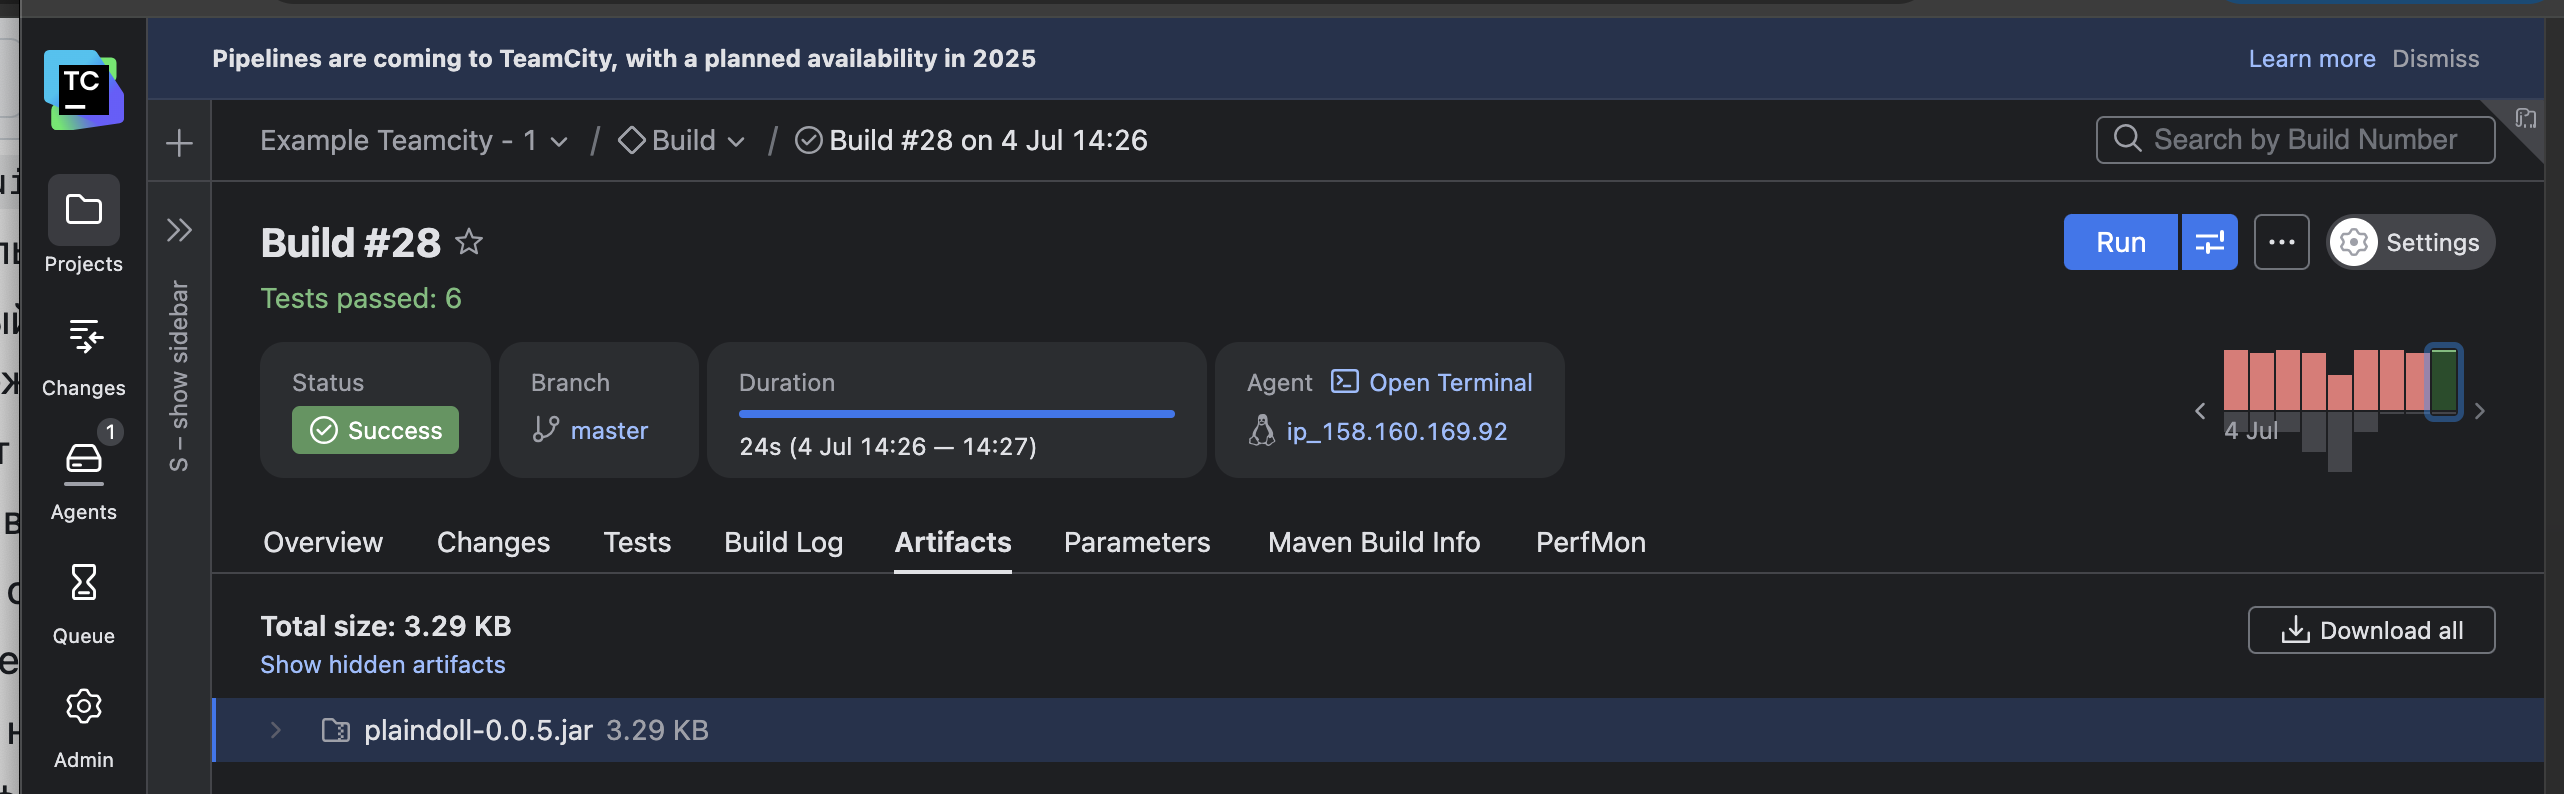 Pipelines are coming to TeamCity, with a planned availability in 2025
Learn more Dismiss
TC
Example Teamcity - 1 / Build / Build #28 on 4 Jul 14:26
Search by Build Number
Projects
Changes
1
Agents
Queue
Admin
S – show sidebar
Build #28
Run
Settings
Tests passed: 6
Status
Success
Branch
master
Duration
24s (4 Jul 14:26 — 14:27)
Agent Open Terminal
ip_158.160.169.92
4 Jul
Overview Changes Tests Build Log Artifacts Parameters Maven Build Info PerfMon
Total size: 3.29 KB
Show hidden artifacts
Download all
plaindoll-0.0.5.jar 3.29 KB